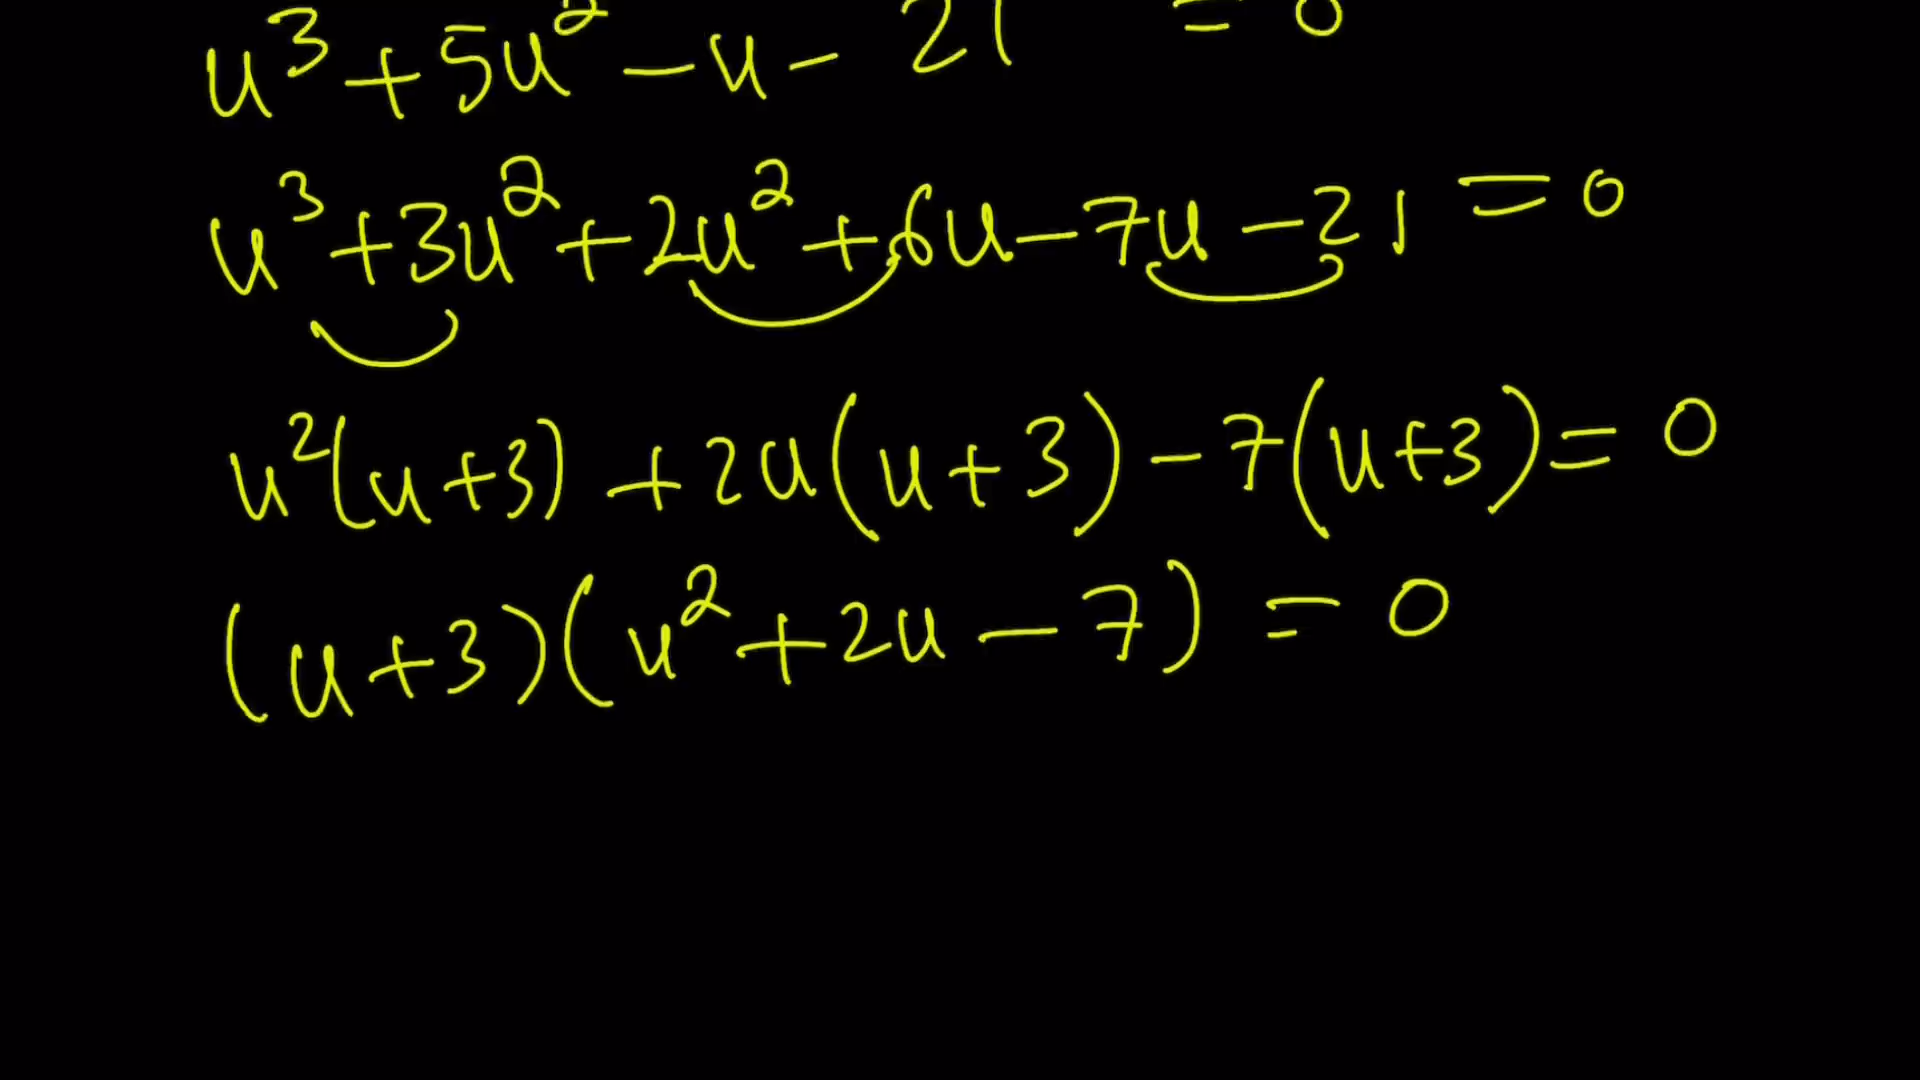 u³ + 5u² - u - 21 = 0
u³ + 3u² + 2u² + 6u - 7u - 21 = 0
u²(u+3) + 2u(u+3) - 7(u+3) = 0
(u+3)(u² + 2u - 7) = 0